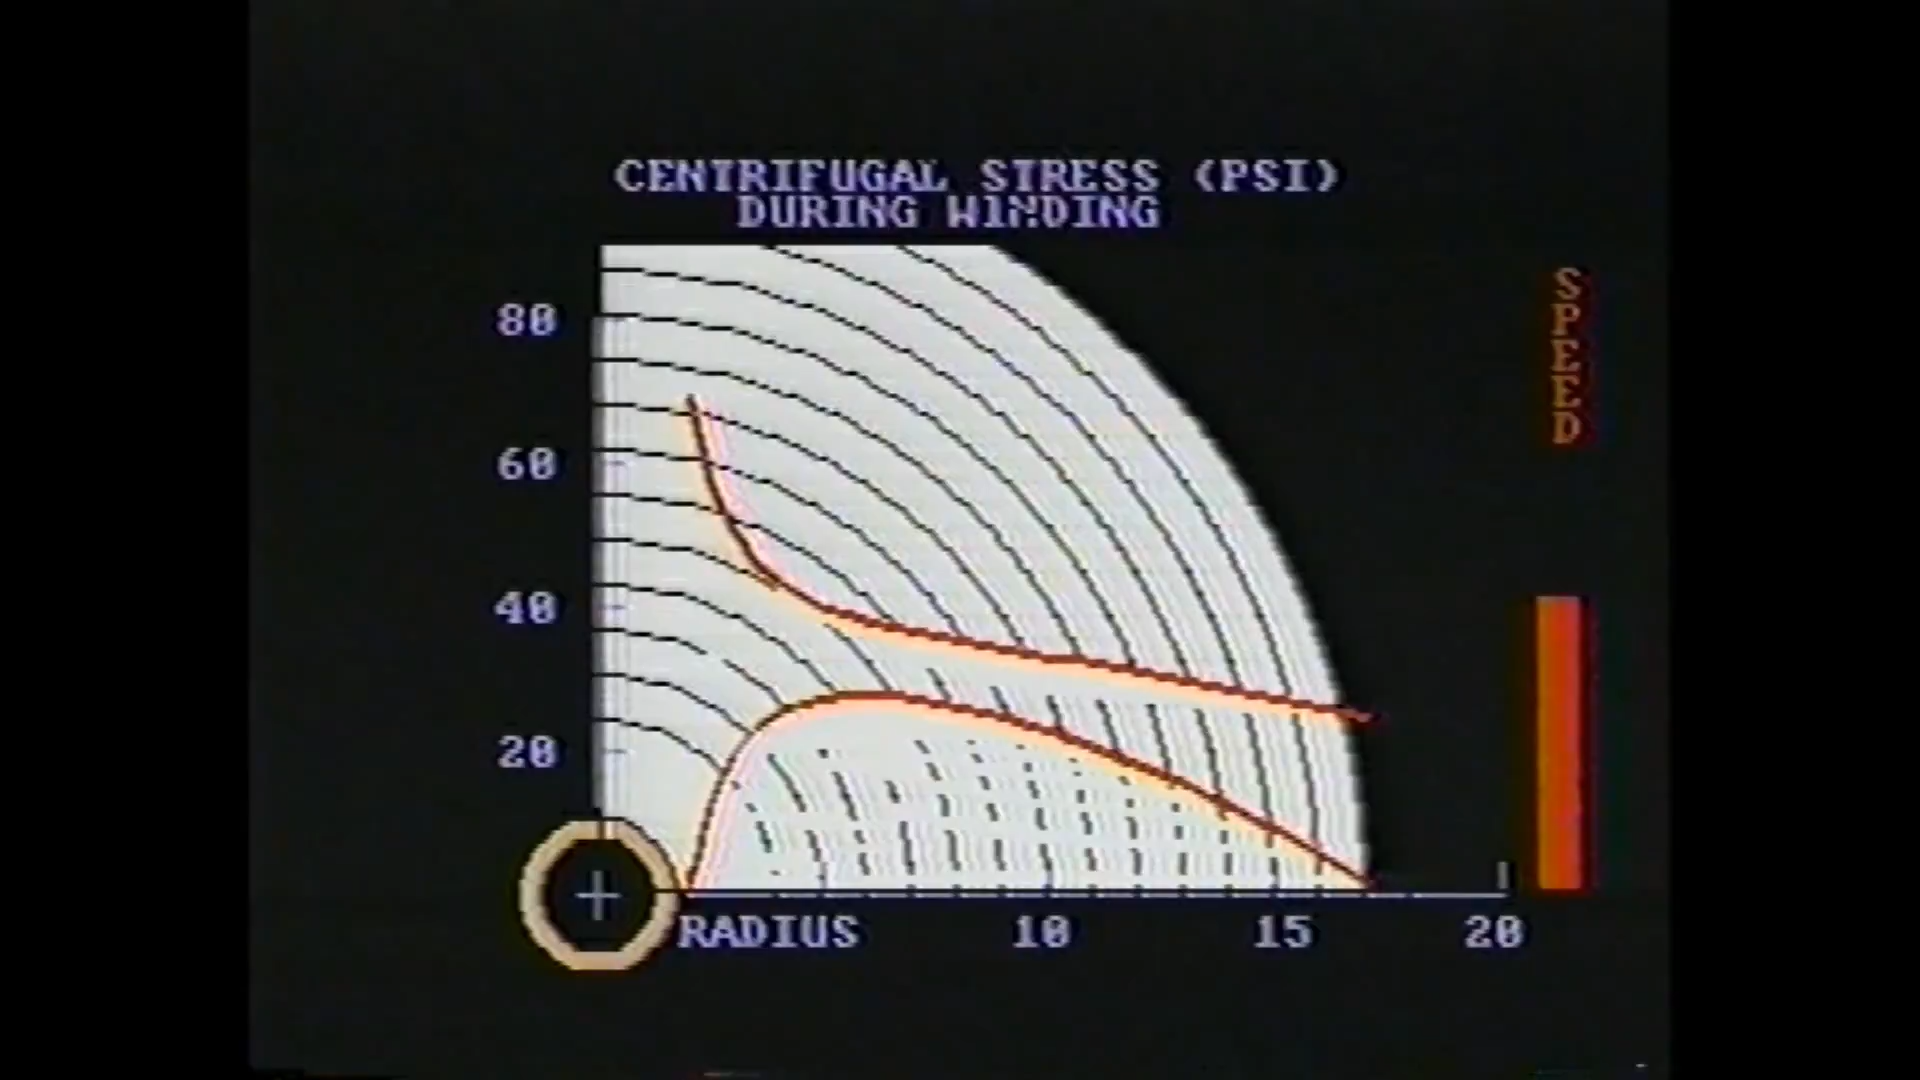 CENTRIFUGAL STRESS (PSI)
DURING WINDING
80
60
40
20
RADIUS 10 15 20
SPEED